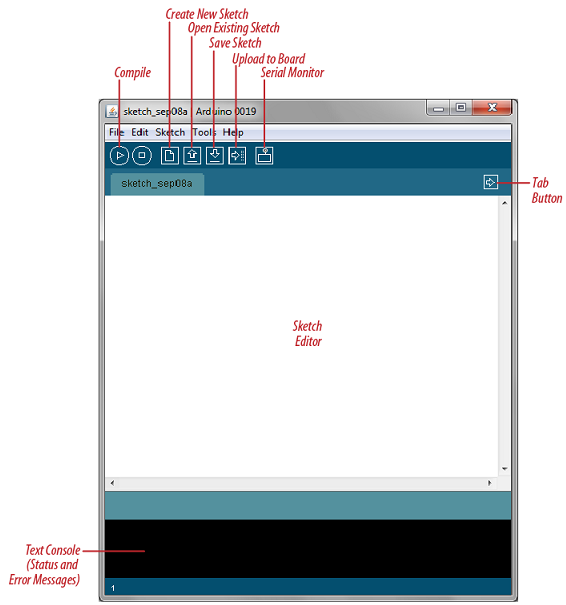 Create New Sketch
Open Existing Sketch
Save Sketch
Upload to Board
Compile
Serial Monitor
sketch_sep08a | Arduino 0019
File Edit Sketch Tools Help
sketch_sep08a
Tab
Button
Sketch
Editor
Text Console
(Status and
Error Messages)
1